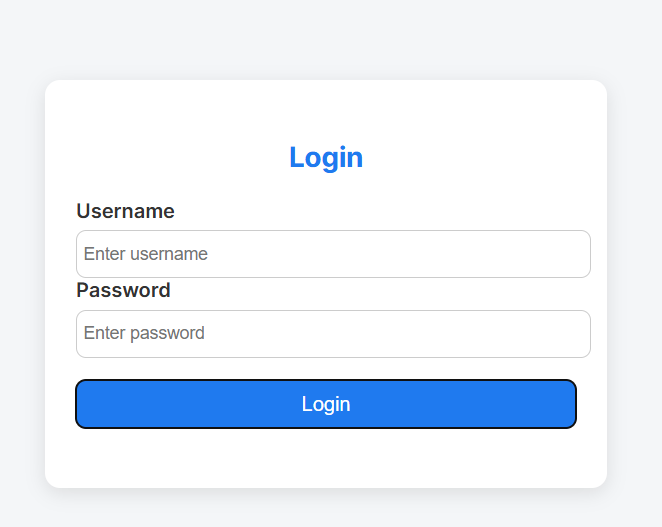 Login
Username
Enter username
Password
Enter password
Login